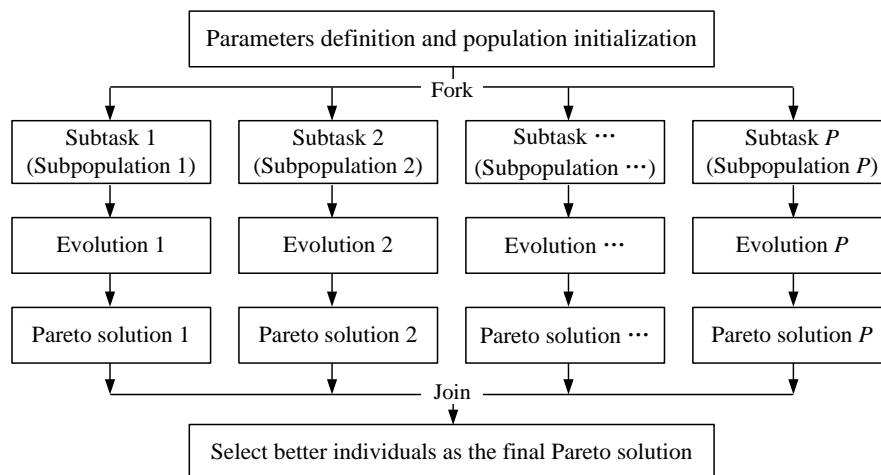 Parameters definition and population initialization
Fork
Subtask 1
(Subpopulation 1)
Subtask 2
(Subpopulation 2)
Subtask ⋯
(Subpopulation ⋯)
Subtask P
(Subpopulation P)
Evolution 1
Evolution 2
Evolution ⋯
Evolution P
Pareto solution 1
Pareto solution 2
Pareto solution ⋯
Pareto solution P
Join
Select better individuals as the final Pareto solution